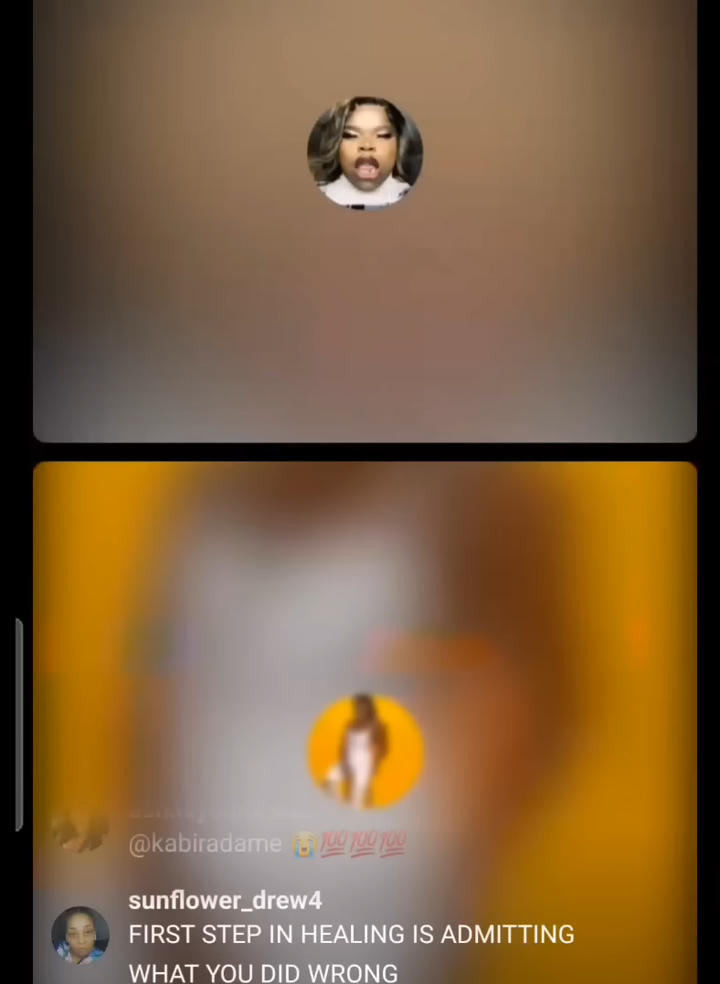 @kabiradame 😭💯💯💯
sunflower_drew4
FIRST STEP IN HEALING IS ADMITTING
WHAT YOU DID WRONG